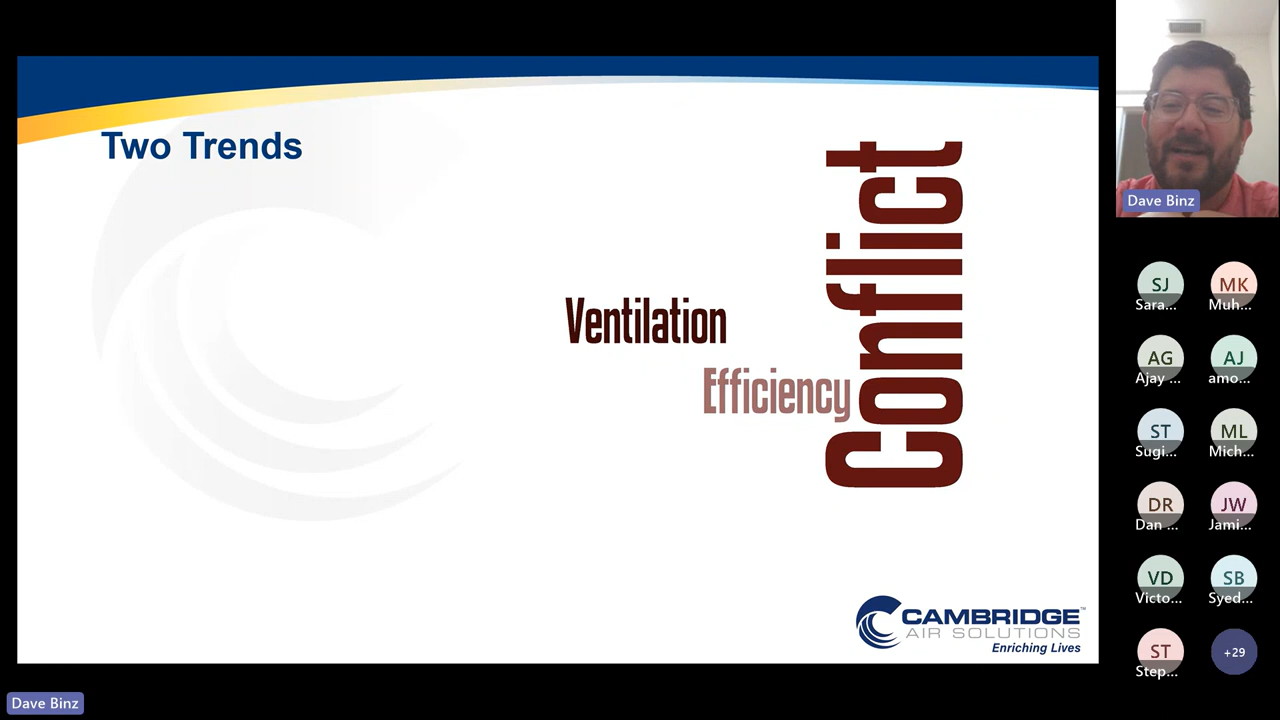 Two Trends
Ventilation
Efficiency
Conflict
CAMBRIDGE™
AIR SOLUTIONS
Enriching Lives
Dave Binz
SJ
Sara...
MK
Muh...
AG
Ajay ...
AJ
amo...
ST
Sugi...
ML
Mich...
DR
Dan ...
JW
Jami...
VD
Victo...
SB
Syed...
ST
Step...
+29
Dave Binz